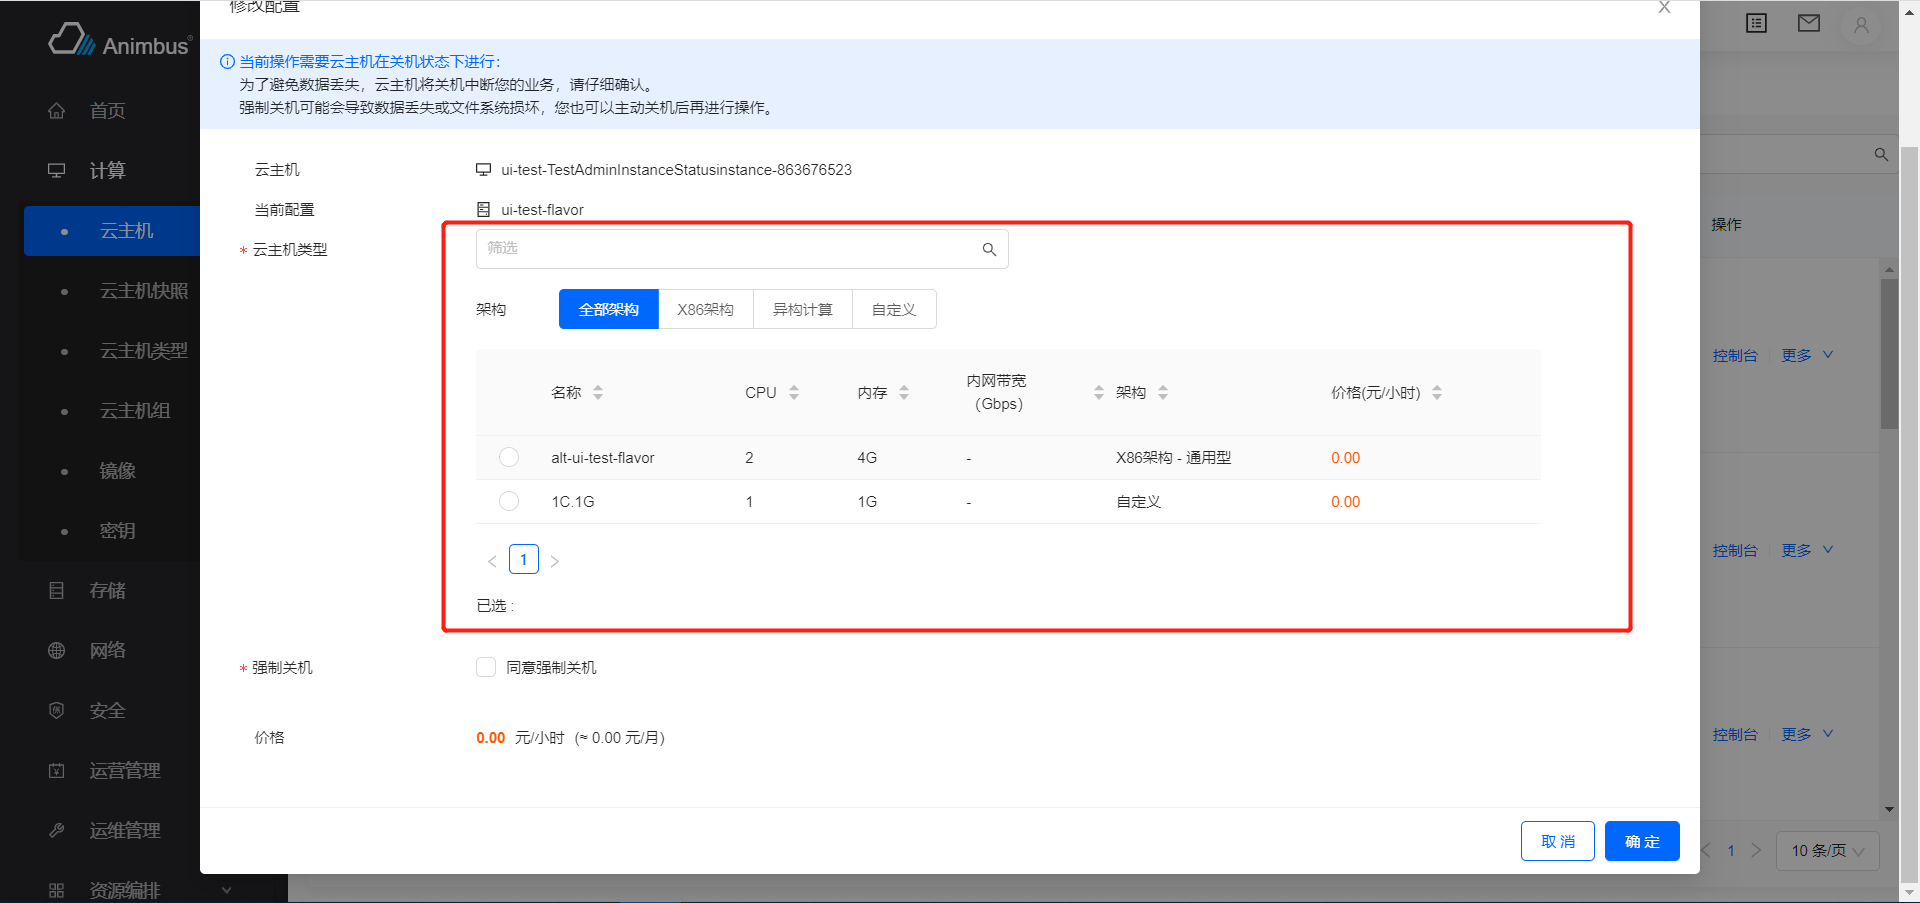 修改配置
X
Animbus®
首页
计算
云主机
云主机快照
云主机类型
云主机组
镜像
密钥
存储
网络
安全
运营管理
运维管理
资源编排
当前操作需要云主机在关机状态下进行：
为了避免数据丢失，云主机将关机中断您的业务，请仔细确认。
强制关机可能会导致数据丢失或文件系统损坏，您也可以主动关机后再进行操作。
云主机 ui-test-TestAdminInstanceStatusinstance-863676523
当前配置 ui-test-flavor
* 云主机类型 筛选
架构 全部架构 X86架构 异构计算 自定义
名称 CPU 内存 内网带宽 (Gbps) 架构 价格(元/小时)
alt-ui-test-flavor 2 4G - X86架构 - 通用型 0.00
1C.1G 1 1G - 自定义 0.00
< 1 >
已选 :
* 强制关机 同意强制关机
价格 0.00 元/小时 (≈ 0.00 元/月)
取 消 确 定
操作
控制台 更多
控制台 更多
控制台 更多
< 1 > 10 条/页